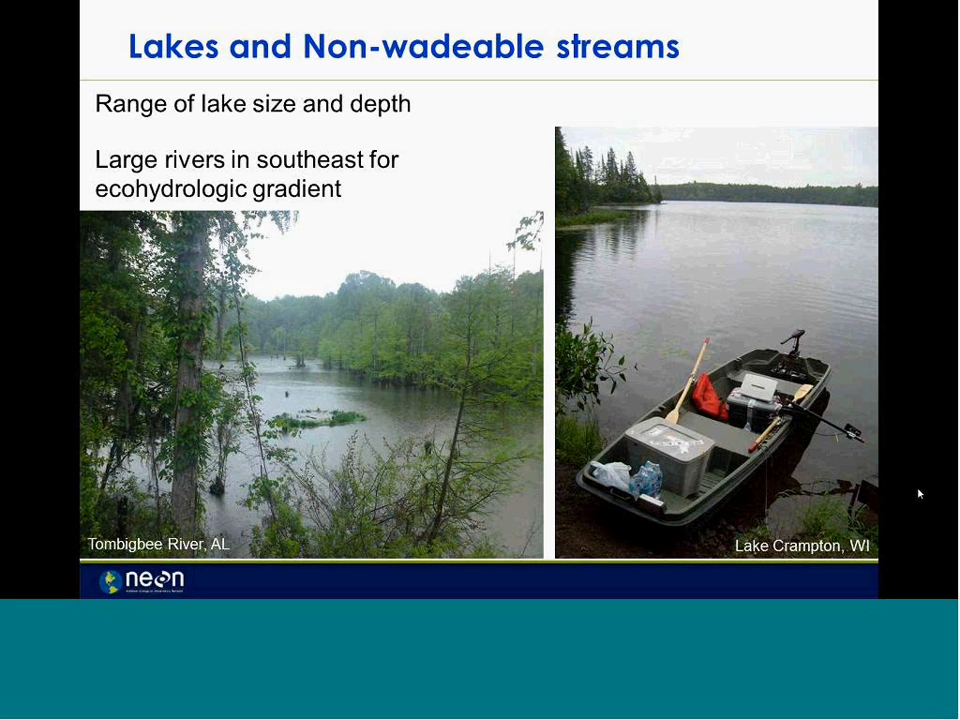 Lakes and Non-wadeable streams
Range of lake size and depth
Large rivers in southeast for
ecohydrologic gradient
Tombigbee River, AL
Lake Crampton, WI
neon